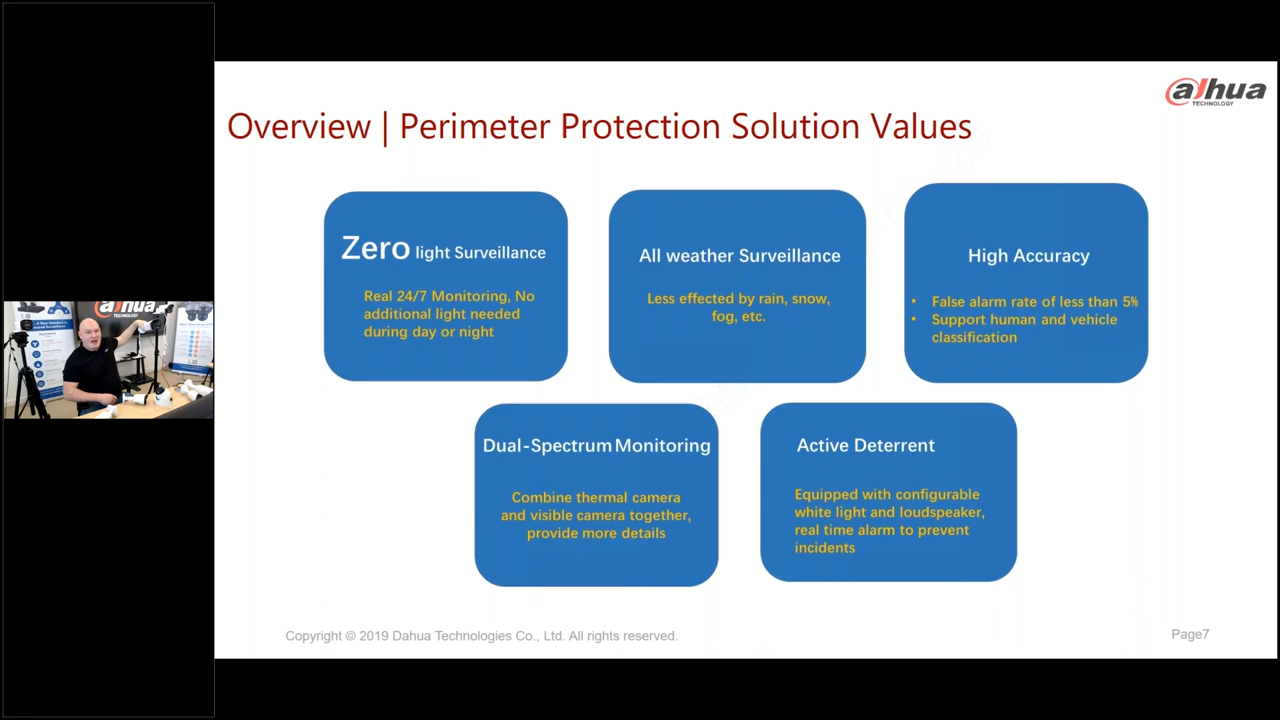 alhua
TECHNOLOGY
Overview | Perimeter Protection Solution Values
Zero light Surveillance
Real 24/7 Monitoring, No
additional light needed
during day or night
All weather Surveillance
Less effected by rain, snow,
fog, etc.
High Accuracy
• False alarm rate of less than 5%
• Support human and vehicle
classification
Dual-Spectrum Monitoring
Combine thermal camera
and visible camera together,
provide more details
Active Deterrent
Equipped with configurable
white light and loudspeaker,
real time alarm to prevent
incidents
alhua
Copyright © 2019 Dahua Technologies Co., Ltd. All rights reserved.
Page7